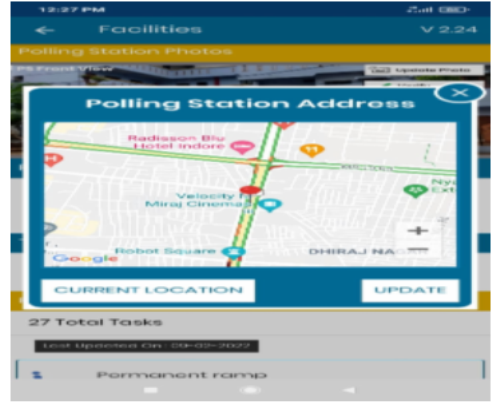 12:27 PM
Facilities V 2.24
Polling Station Photos
PS Front View
Update Photo
Polling Station Address
Radisson Blu
Hotel Indore
Velocity
Miraj Cinema
Robot Square
DHIRAJ NA
Google
CURRENT LOCATION UPDATE
27 Total Tasks
Last Updated On : 09-02-2022
1 Permanent ramp